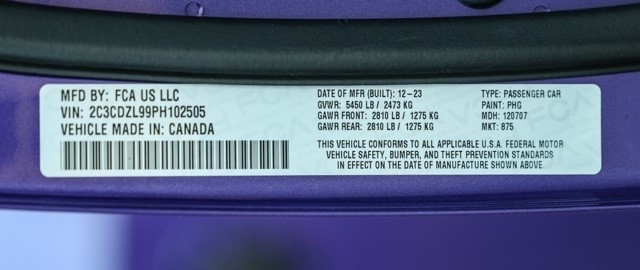 MFD BY: FCA US LLC
VIN: 2C3CDZL99PH102505
VEHICLE MADE IN: CANADA
DATE OF MFR (BUILT): 12-23
GVWR: 5450 LB / 2473 KG
GAWR FRONT: 2810 LB / 1275 KG
GAWR REAR: 2810 LB / 1275 KG
TYPE: PASSENGER CAR
PAINT: PHG
MDH: 120707
MKT: 875
THIS VEHICLE CONFORMS TO ALL APPLICABLE U.S.A. FEDERAL MOTOR
VEHICLE SAFETY, BUMPER, AND THEFT PREVENTION STANDARDS
IN EFFECT ON THE DATE OF MANUFACTURE SHOWN ABOVE.